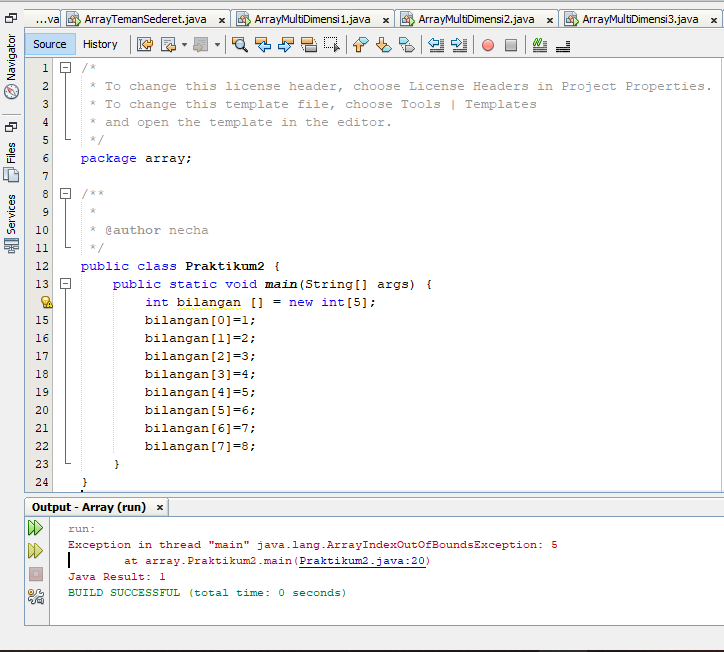 ...va ArrayTemanSederet.java × ArrayMultiDimensi1.java × ArrayMultiDimensi2.java × ArrayMultiDimensi3.java ×
Source History
Navigator
Files
Services
1 /*
2 * To change this license header, choose License Headers in Project Properties.
3 * To change this template file, choose Tools | Templates
4 * and open the template in the editor.
5 */
6 package array;
7
8 /**
9 *
10 * @author necha
11 */
12 public class Praktikum2 {
13 public static void main(String[] args) {
int bilangan [] = new int[5];
15 bilangan[0]=1;
16 bilangan[1]=2;
17 bilangan[2]=3;
18 bilangan[3]=4;
19 bilangan[4]=5;
20 bilangan[5]=6;
21 bilangan[6]=7;
22 bilangan[7]=8;
23 }
24 }
Output - Array (run) ×
run:
Exception in thread "main" java.lang.ArrayIndexOutOfBoundsException: 5
at array.Praktikum2.main(Praktikum2.java:20)
Java Result: 1
BUILD SUCCESSFUL (total time: 0 seconds)